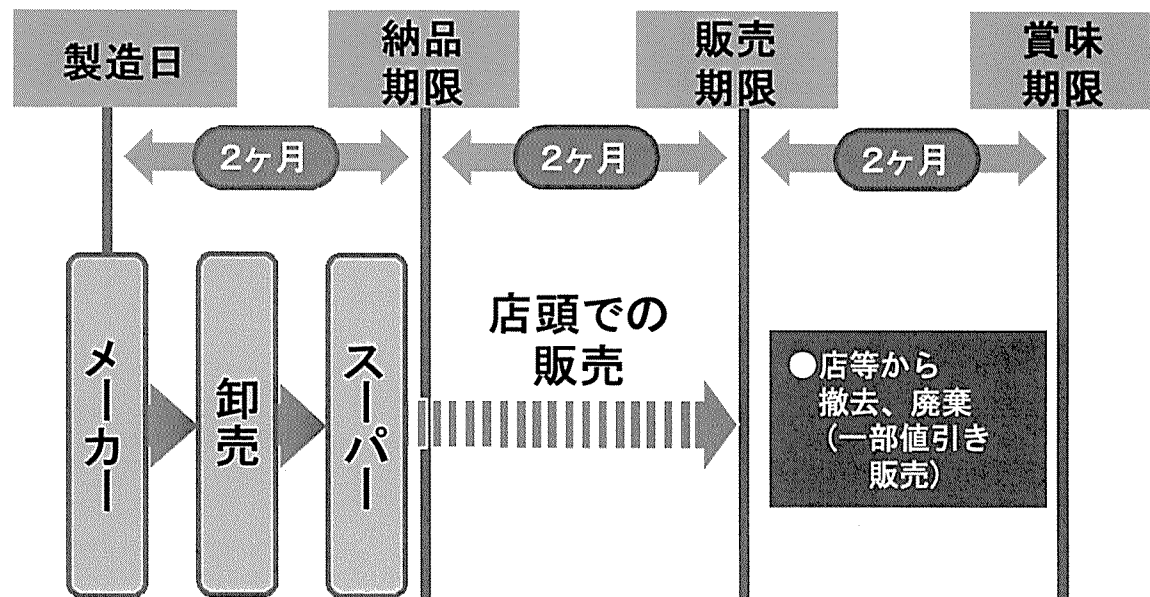 製造日
納品
期限
販売
期限
賞味
期限
2ヶ月
2ヶ月
2ヶ月
メーカー
卸売
スーパー
店頭での
販売
●店等から
撤去、廃棄
(一部値引き
販売)